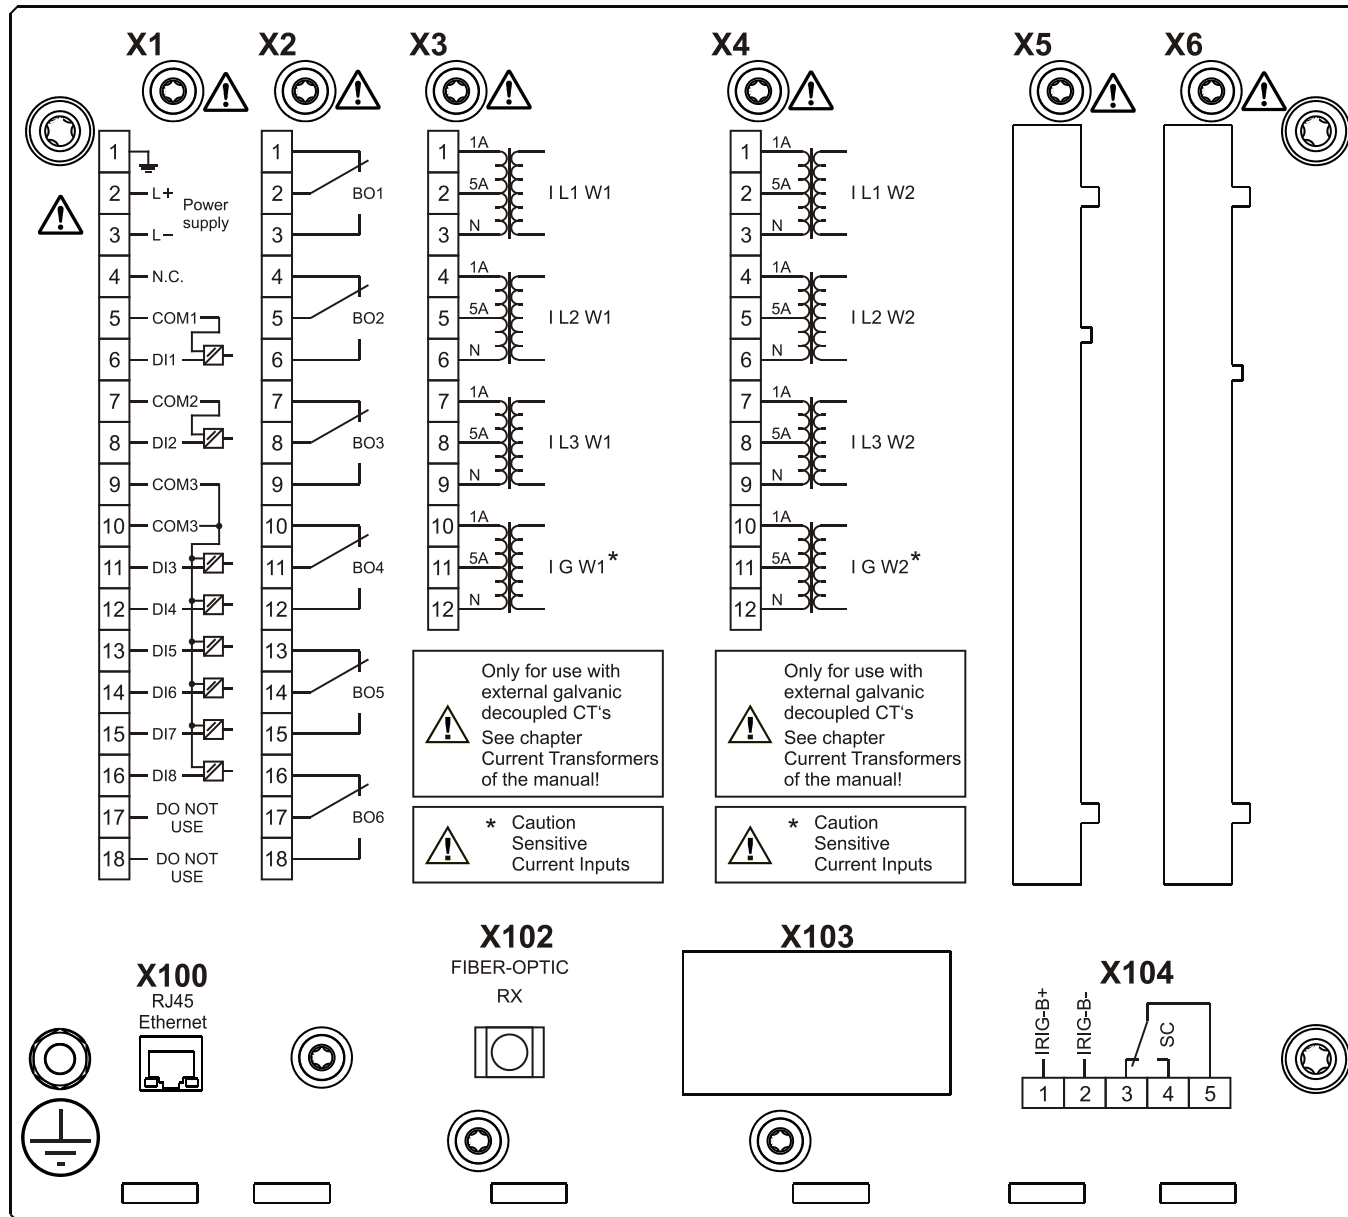 X1
X2
X3
X4
X5
X6
1
2 L+ Power
supply
3 L−
4 N.C.
5 COM1
6 DI1
7 COM2
8 DI2
9 COM3
10 COM3
11 DI3
12 DI4
13 DI5
14 DI6
15 DI7
16 DI8
17 DO NOT
USE
18 DO NOT
USE
1
2 BO1
3
4
5 BO2
6
7
8 BO3
9
10
11 BO4
12
13
14 BO5
15
16
17 BO6
18
1 1A
2 5A I L1 W1
3 N
4 1A
5 5A I L2 W1
6 N
7 1A
8 5A I L3 W1
9 N
10 1A
11 5A I G W1*
12 N
Only for use with
external galvanic
decoupled CT‘s
See chapter
Current Transformers
of the manual!
* Caution
Sensitive
Current Inputs
1 1A
2 5A I L1 W2
3 N
4 1A
5 5A I L2 W2
6 N
7 1A
8 5A I L3 W2
9 N
10 1A
11 5A I G W2*
12 N
Only for use with
external galvanic
decoupled CT‘s
See chapter
Current Transformers
of the manual!
* Caution
Sensitive
Current Inputs
X100
RJ45
Ethernet
X102
FIBER-OPTIC
RX
X103
X104
IRIG-B+
IRIG-B-
SC
1 2 3 4 5